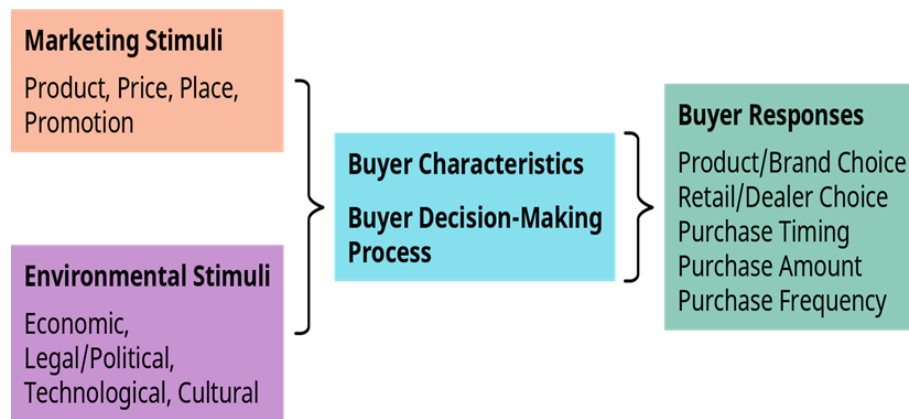 Marketing Stimuli
Product, Price, Place,
Promotion
Environmental Stimuli
Economic,
Legal/Political,
Technological, Cultural
Buyer Characteristics
Buyer Decision-Making
Process
Buyer Responses
Product/Brand Choice
Retail/Dealer Choice
Purchase Timing
Purchase Amount
Purchase Frequency